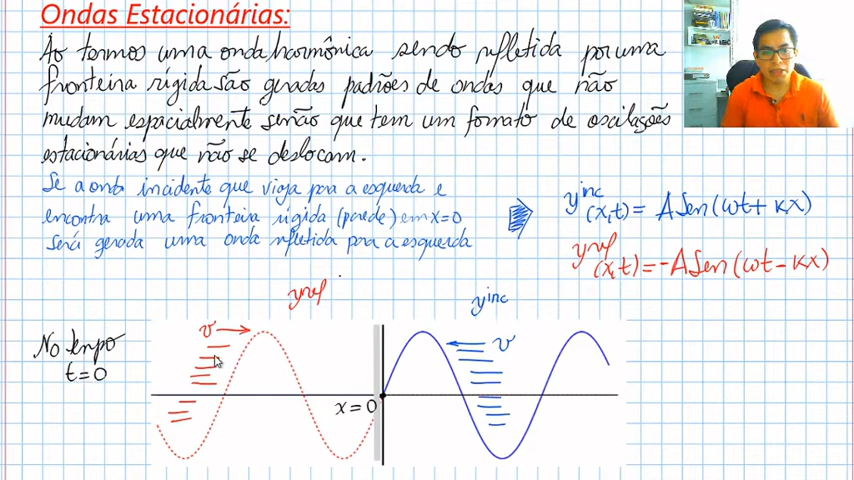 Ondas Estacionárias:
Ao termos uma onda harmônica sendo refletida por uma
fronteira rígida são geradas padrões de ondas que não
mudam espacialmente senão que tem um formato de oscilações
estacionárias que não se deslocam.
Se a onda incidente que viaja para a esquerda e
encontra uma fronteira rígida (parede) em x=0
será gerada uma onda refletida para a esquerda
y^inc (x,t) = A Sen(ωt + kx)
y^ref (x,t) = -A Sen(ωt - kx)
y^ref
y^inc
No tempo
t=0
v
v
x=0